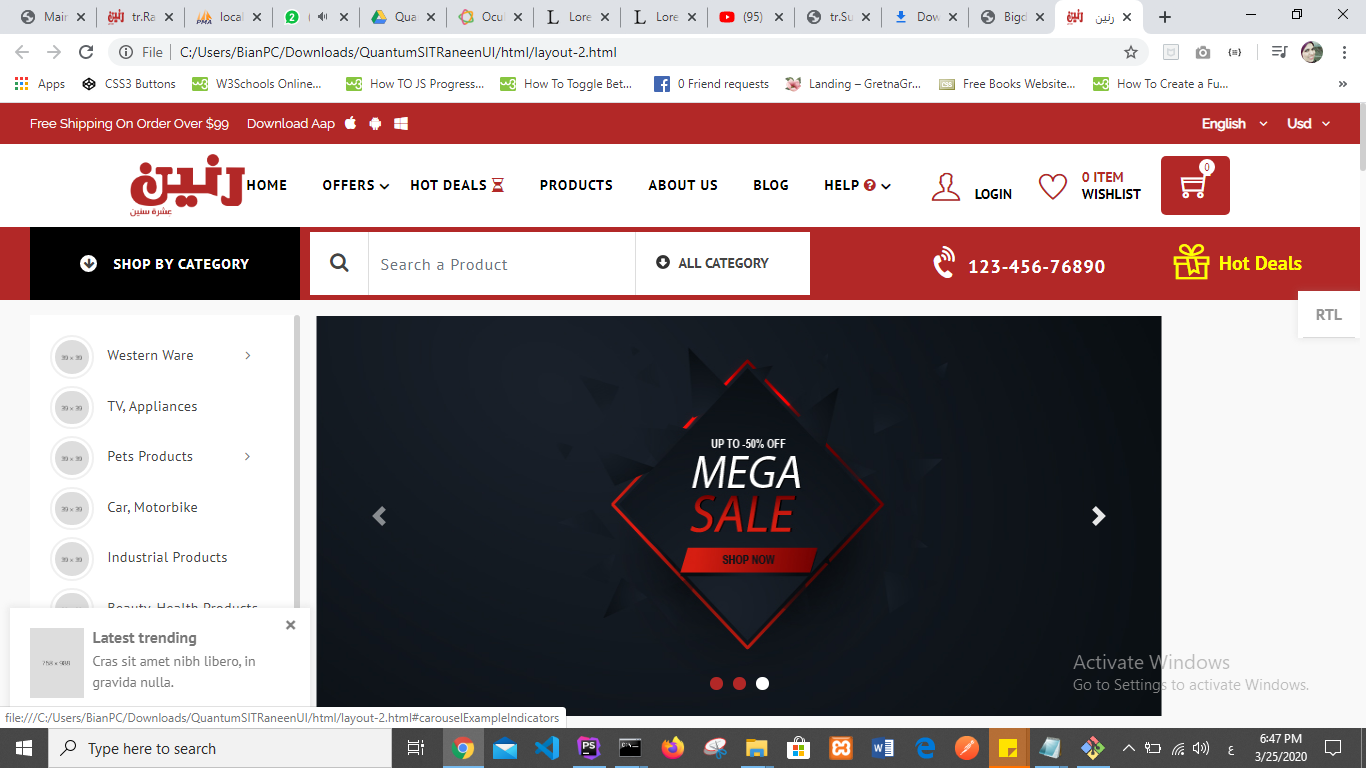 Main
tr.Ra
local
2
Qua
Ocul
Lore
Lore
(95)
tr.Su
Dow
Bigd
رنين
File
C:/Users/BianPC/Downloads/QuantumSITRaneenUI/html/layout-2.html
Apps
CSS3 Buttons
W3Schools Online...
How TO JS Progress...
How To Toggle Bet...
0 Friend requests
Landing – GretnaGr...
Free Books Website...
How To Create a Fu...
Free Shipping On Order Over $99
Download Aap
English
Usd
رنين
عشرة سنين
HOME
OFFERS
HOT DEALS
PRODUCTS
ABOUT US
BLOG
HELP
LOGIN
0 ITEM
WISHLIST
0
SHOP BY CATEGORY
Search a Product
ALL CATEGORY
123-456-76890
Hot Deals
RTL
39 x 39
Western Ware
39 x 39
TV, Appliances
39 x 39
Pets Products
39 x 39
Car, Motorbike
39 x 39
Industrial Products
Beauty, Health Products
UP TO -50% OFF
MEGA
SALE
SHOP NOW
Latest trending
Cras sit amet nibh libero, in
gravida nulla.
Activate Windows
Go to Settings to activate Windows.
file:///C:/Users/BianPC/Downloads/QuantumSITRaneenUI/html/layout-2.html#carouselExampleIndicators
Type here to search
ع
6:47 PM
3/25/2020